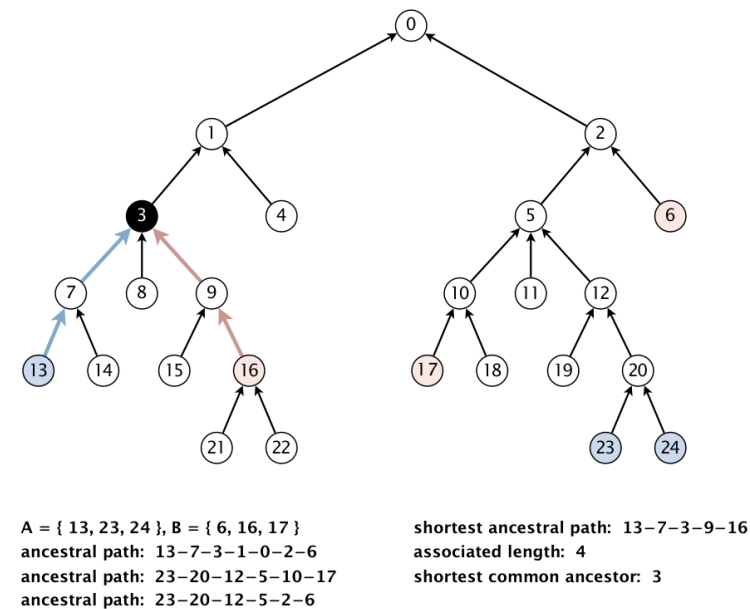 0
1 2
3 4 5 6
7 8 9 10 11 12
13 14 15 16 17 18 19 20
21 22 23 24
A = { 13, 23, 24 }, B = { 6, 16, 17 }
ancestral path: 13−7−3−1−0−2−6
ancestral path: 23−20−12−5−10−17
ancestral path: 23−20−12−5−2−6
shortest ancestral path: 13−7−3−9−16
associated length: 4
shortest common ancestor: 3